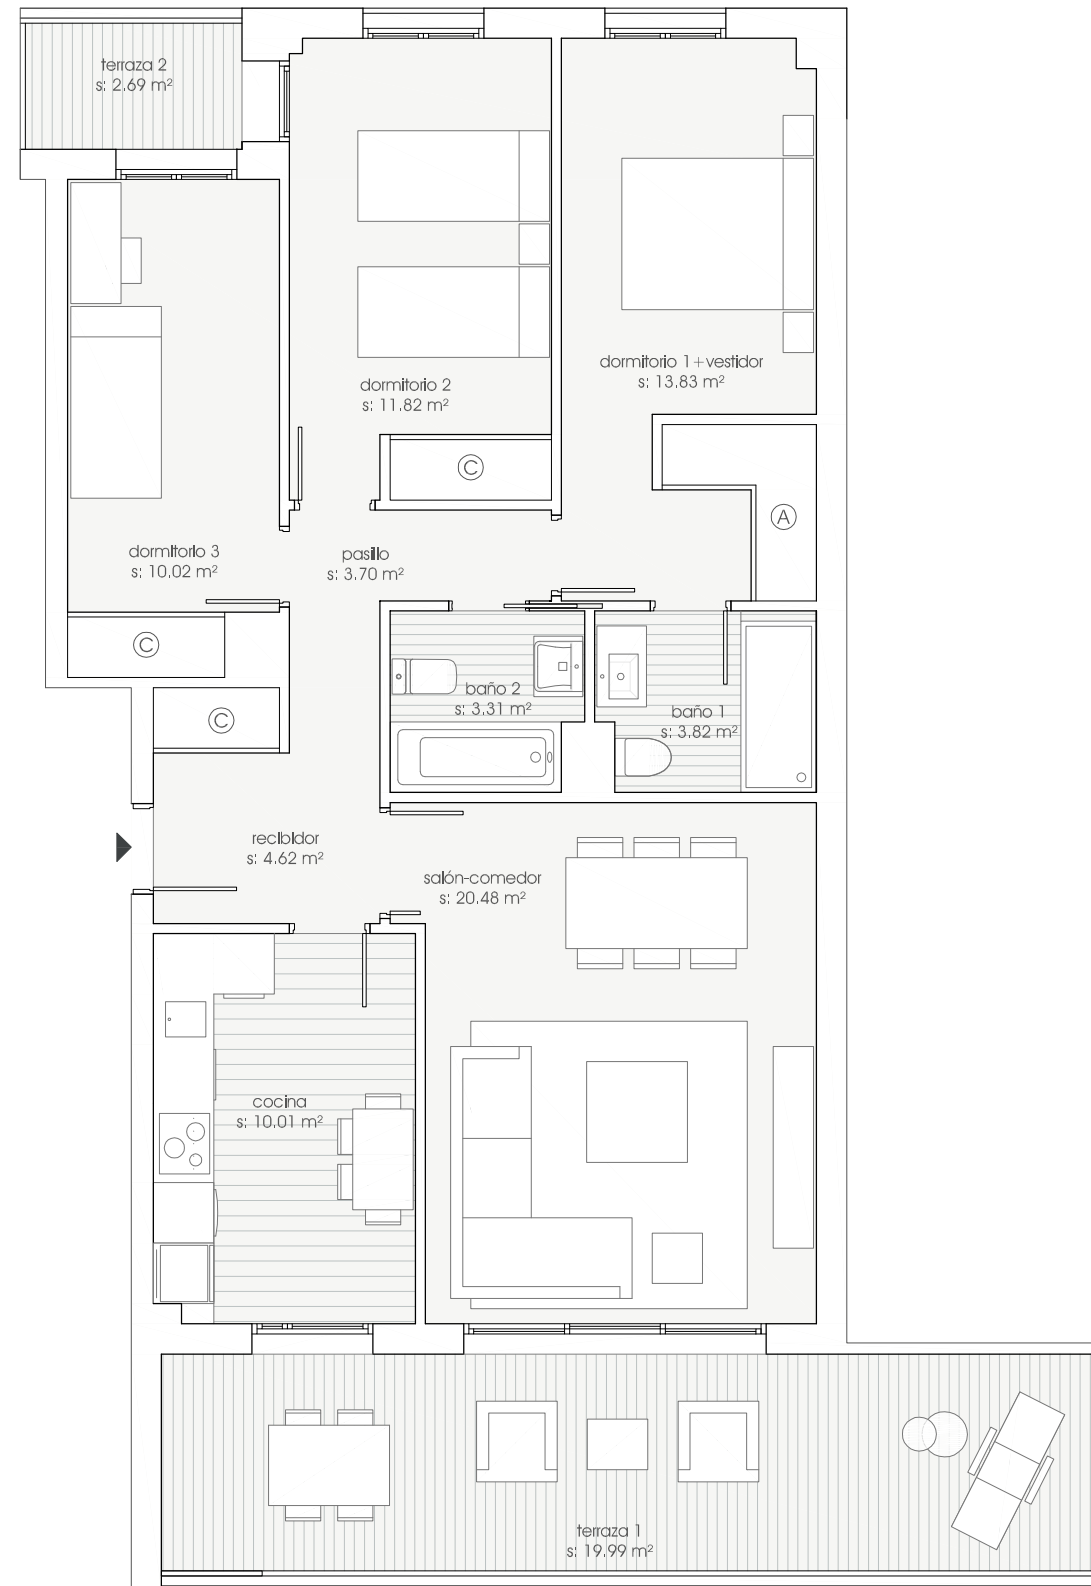 terraza 2
s: 2.69 m²
dormitorio 1+vestidor
s: 13.83 m²
dormitorio 2
s: 11.82 m²
C
A
dormitorio 3
s: 10.02 m²
pasillo
s: 3.70 m²
C
C
baño 2
s: 3.31 m²
baño 1
s: 3.82 m²
recibidor
s: 4.62 m²
salón-comedor
s: 20.48 m²
cocina
s: 10.01 m²
terraza 1
s: 19.99 m²